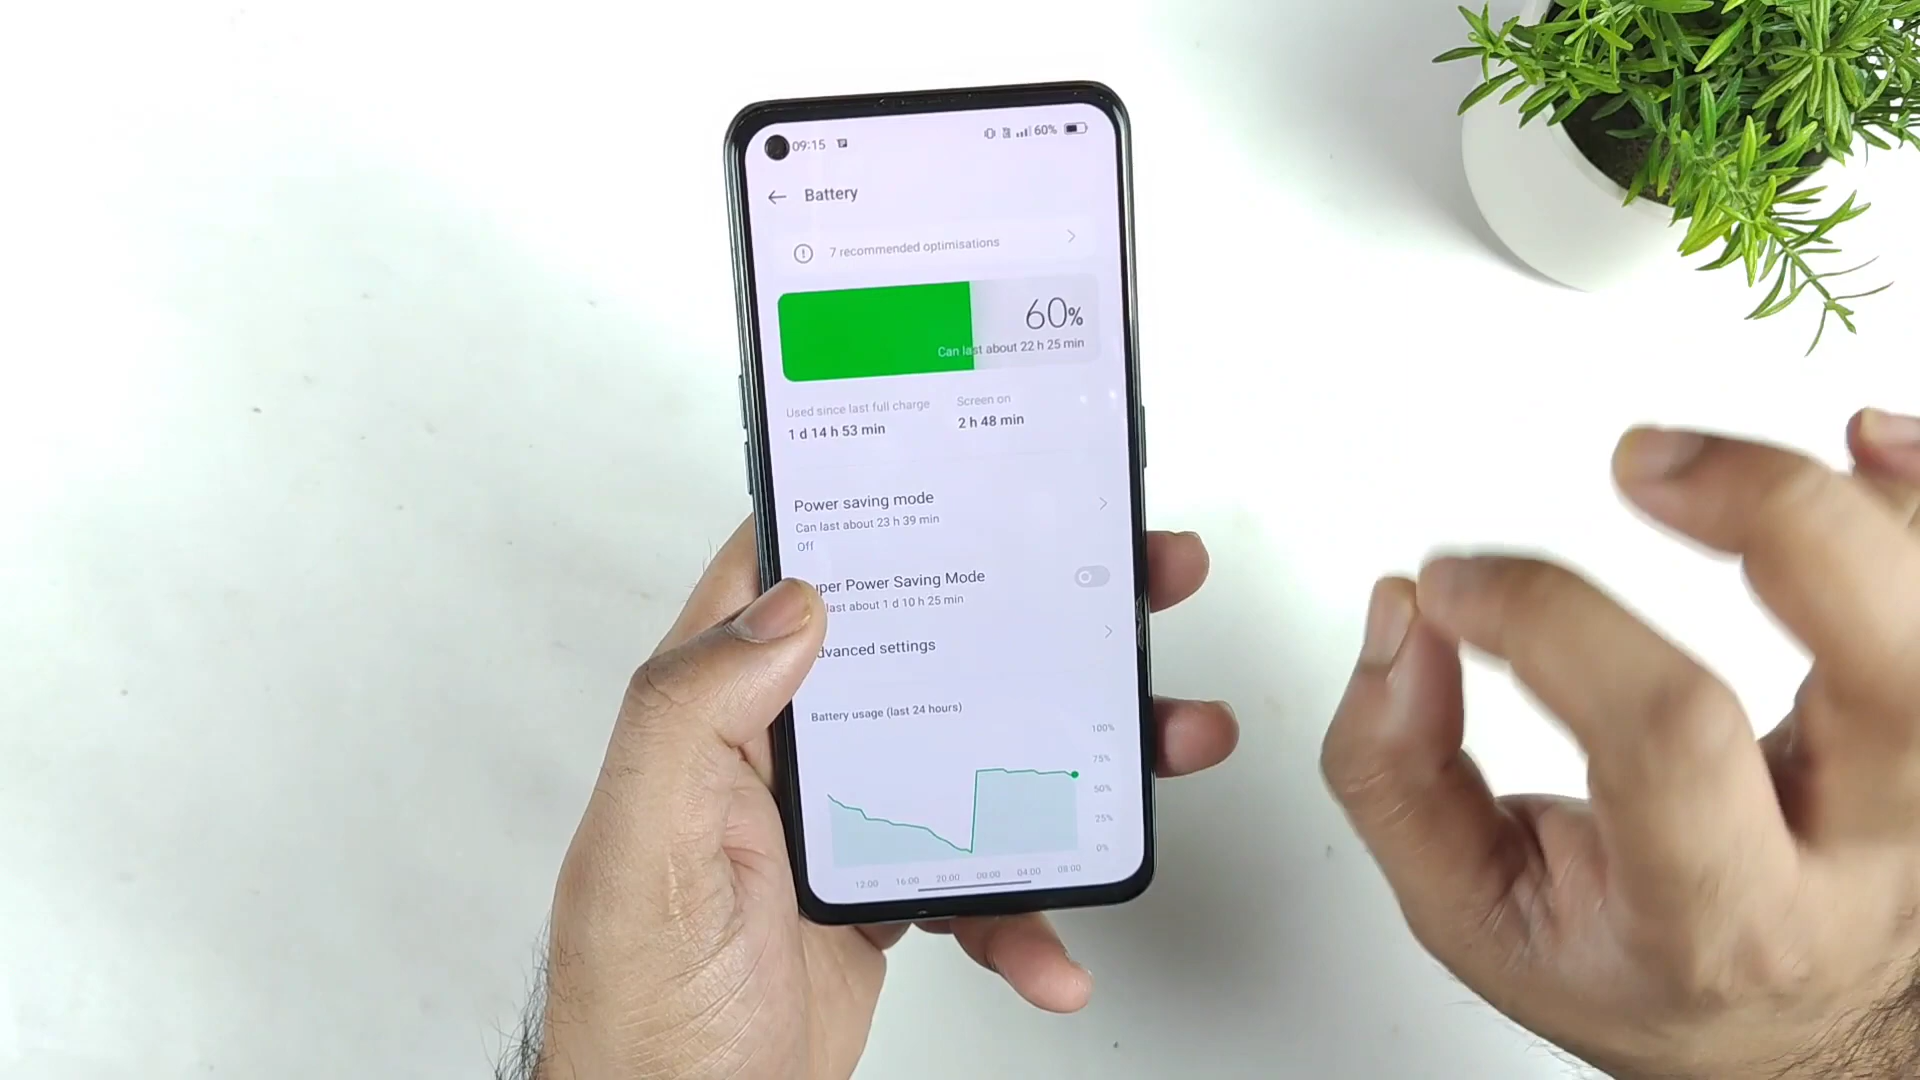 09:15 60%
Battery
7 recommended optimisations
60%
Can last about 22 h 25 min
Used since last full charge
1 d 14 h 53 min
Screen on
2 h 48 min
Power saving mode
Can last about 23 h 39 min
Off
uper Power Saving Mode
last about 1 d 10 h 25 min
dvanced settings
Battery usage (last 24 hours)
100%
75%
50%
25%
0%
12:00 16:00 20:00 00:00 04:00 08:00